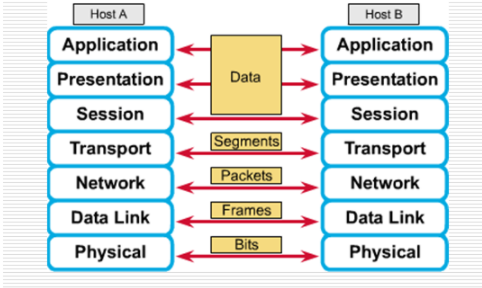 Host A Host B
Application Application
Presentation Data Presentation
Session Session
Transport Segments Transport
Network Packets Network
Data Link Frames Data Link
Physical Bits Physical